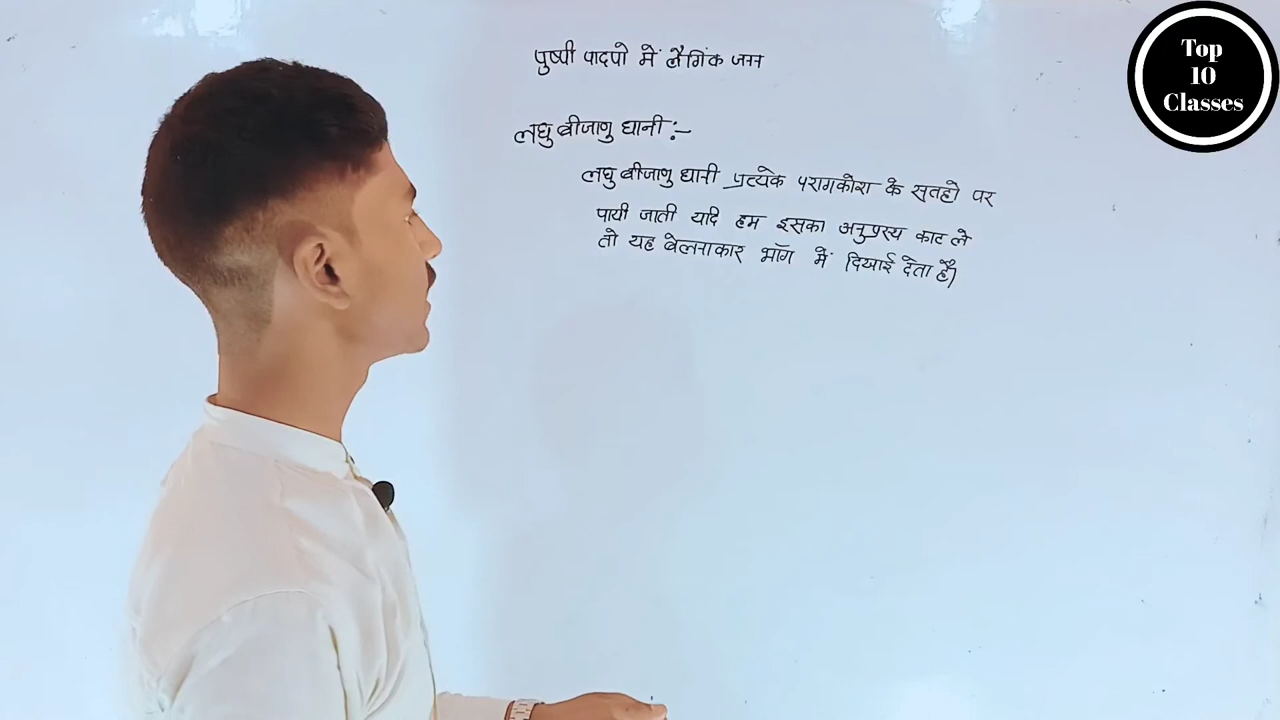 पुष्पी पादपो में लैगिंक जनन
लघु बीजाणु धानी :-
लघु बीजाणु धानी प्रत्येक परागकोश के सतहो पर
पायी जाती यदि हम इसका अनुप्रस्य काट ले
तो यह बेलनाकार भॉग में दिखाई देता है।
Top
10
Classes